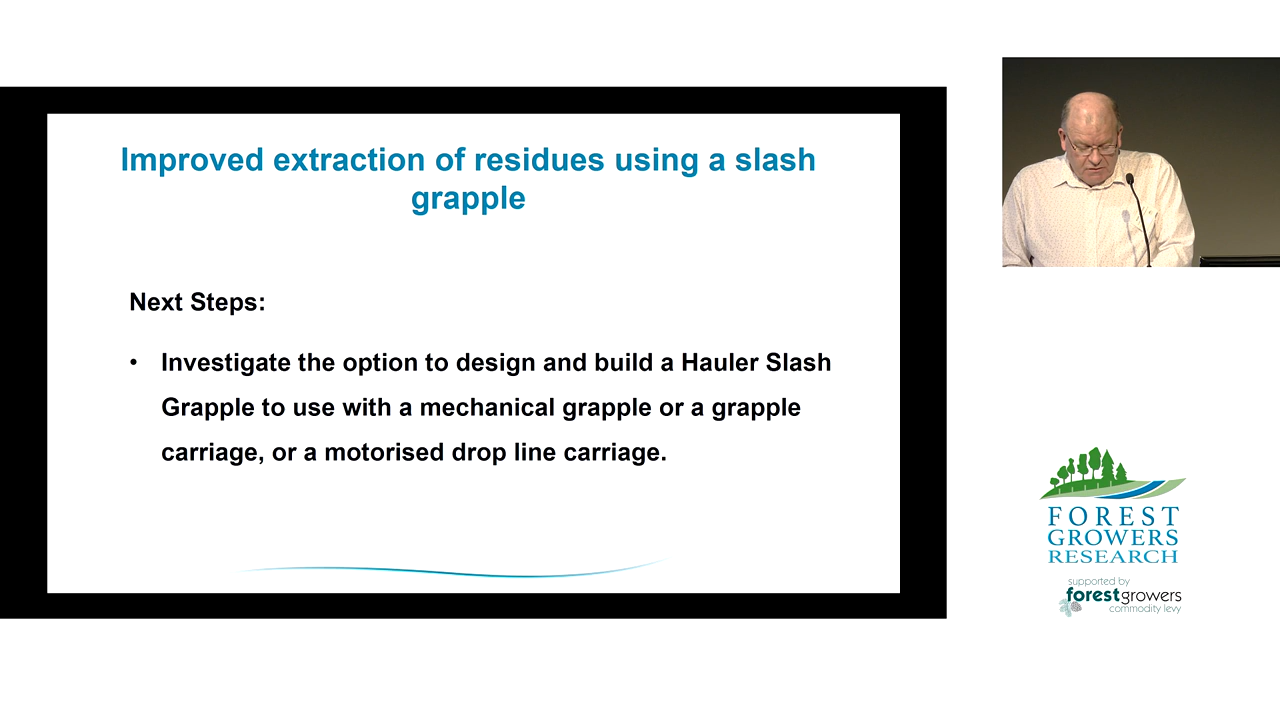 Improved extraction of residues using a slash
grapple
Next Steps:
• Investigate the option to design and build a Hauler Slash
Grapple to use with a mechanical grapple or a grapple
carriage, or a motorised drop line carriage.
FOREST
GROWERS
RESEARCH
supported by
forestgrowers
commodity levy